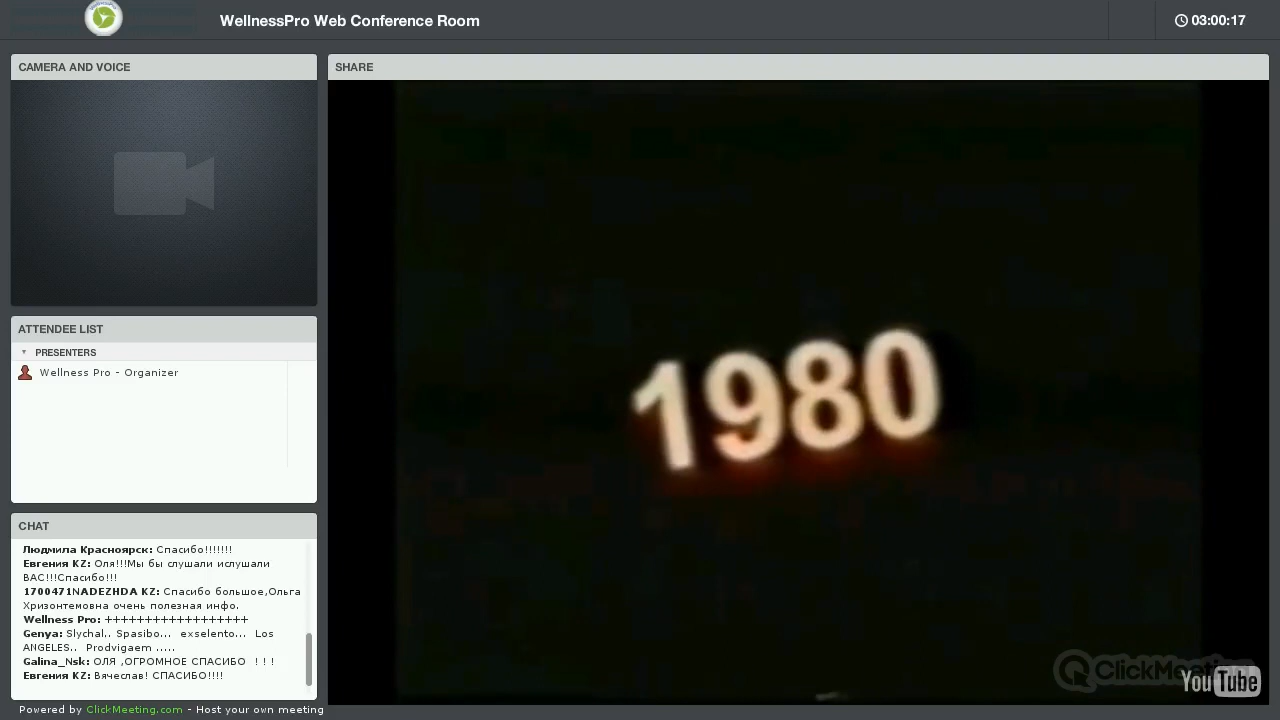 WellnessPro Web Conference Room
03:00:17
CAMERA AND VOICE
SHARE
1980
ATTENDEE LIST
PRESENTERS
Wellness Pro - Organizer
CHAT
Людмила Красноярск: Спасибо!!!!!!!
Евгения KZ: Оля!!!Мы бы слушали ислушали
ВАС!!!Спасибо!!!
1700471NADEZHDA KZ: Спасибо большое,Ольга
Хризонтемовна очень полезная инфо.
Wellness Pro: ++++++++++++++++++
Genya: Slychal.. Spasibo... exselento... Los
ANGELES.. Prodvigaem .....
Galina_Nsk: ОЛЯ ,ОГРОМНОЕ СПАСИБО ! ! !
Евгения KZ: Вячеслав! СПАСИБО!!!!
ClickMeeting
YouTube
Powered by ClickMeeting.com - Host your own meeting